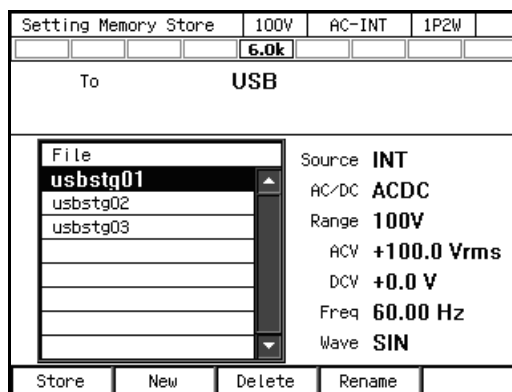 Setting Memory Store 100V AC-INT 1P2W
6.0k
To USB
File
usbstg01
usbstg02
usbstg03
Source INT
AC/DC ACDC
Range 100V
ACV +100.0 Vrms
DCV +0.0 V
Freq 60.00 Hz
Wave SIN
Store New Delete Rename